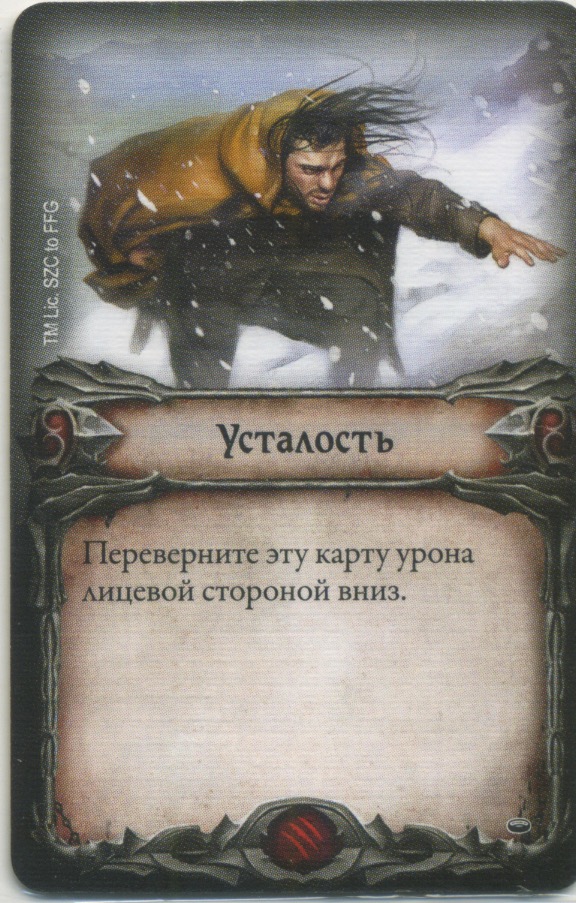 TM Lic. SZC to FFG
Усталость
Переверните эту карту урона
лицевой стороной вниз.